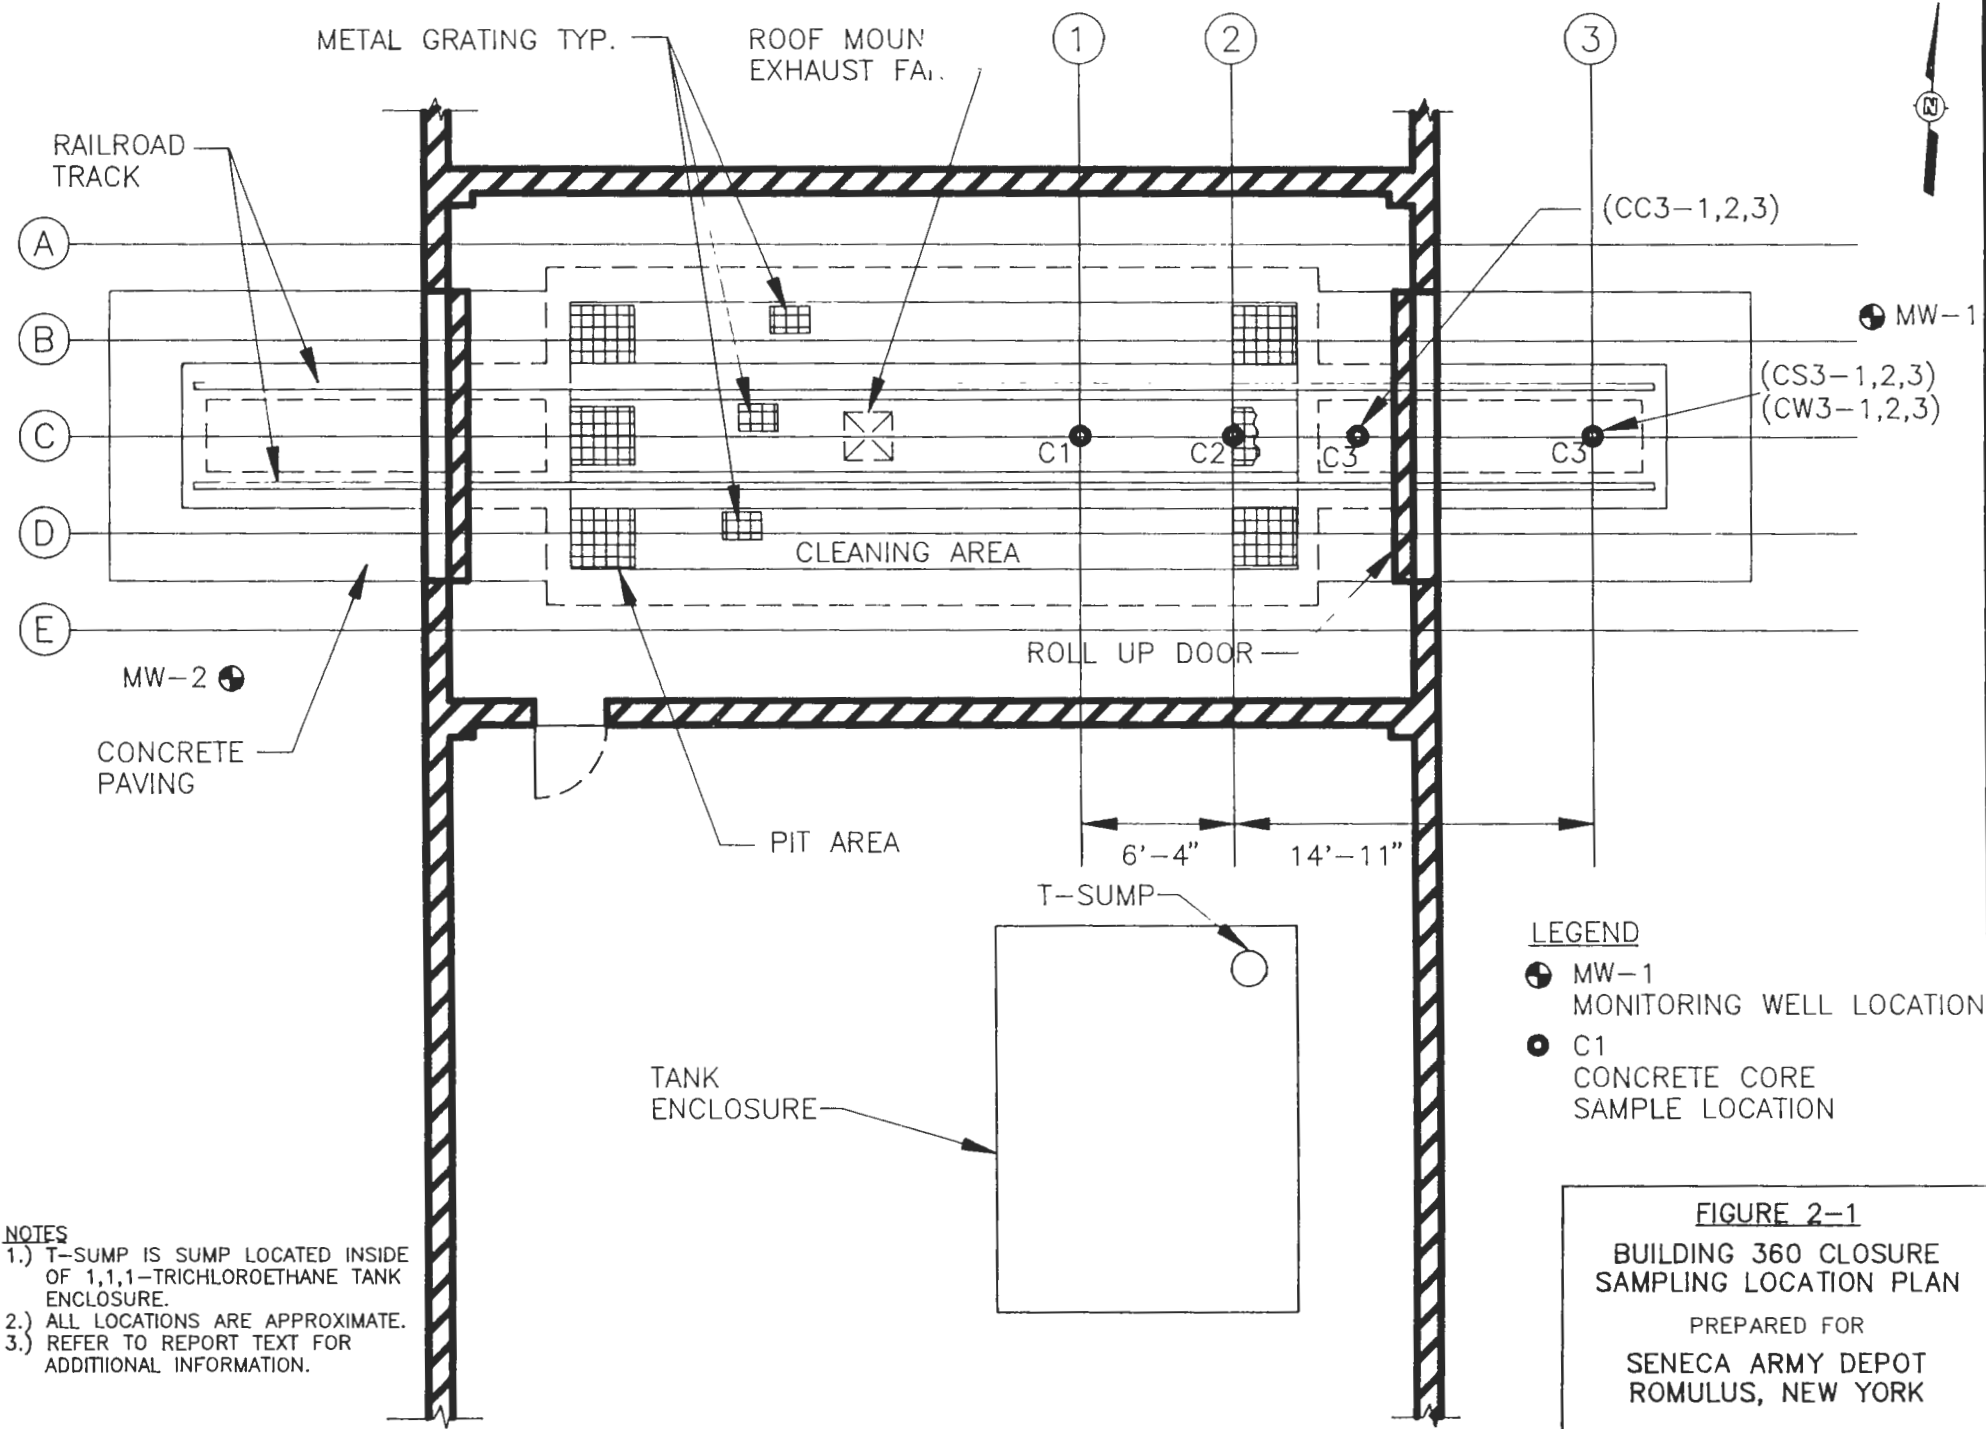 METAL GRATING TYP.
ROOF MOUN
EXHAUST FA
1
2
3
N
RAILROAD
TRACK
(CC3-1,2,3)
A
B
C
D
E
MW-1
(CS3-1,2,3)
(CW3-1,2,3)
C1
C2
C3
C3
CLEANING AREA
ROLL UP DOOR
MW-2
CONCRETE
PAVING
PIT AREA
6'-4"
14'-11"
T-SUMP
TANK
ENCLOSURE
LEGEND
MW-1
MONITORING WELL LOCATION
C1
CONCRETE CORE
SAMPLE LOCATION
NOTES
1.) T-SUMP IS SUMP LOCATED INSIDE
OF 1,1,1-TRICHLOROETHANE TANK
ENCLOSURE.
2.) ALL LOCATIONS ARE APPROXIMATE.
3.) REFER TO REPORT TEXT FOR
ADDITIIONAL INFORMATION.
FIGURE 2-1
BUILDING 360 CLOSURE
SAMPLING LOCATION PLAN
PREPARED FOR
SENECA ARMY DEPOT
ROMULUS, NEW YORK